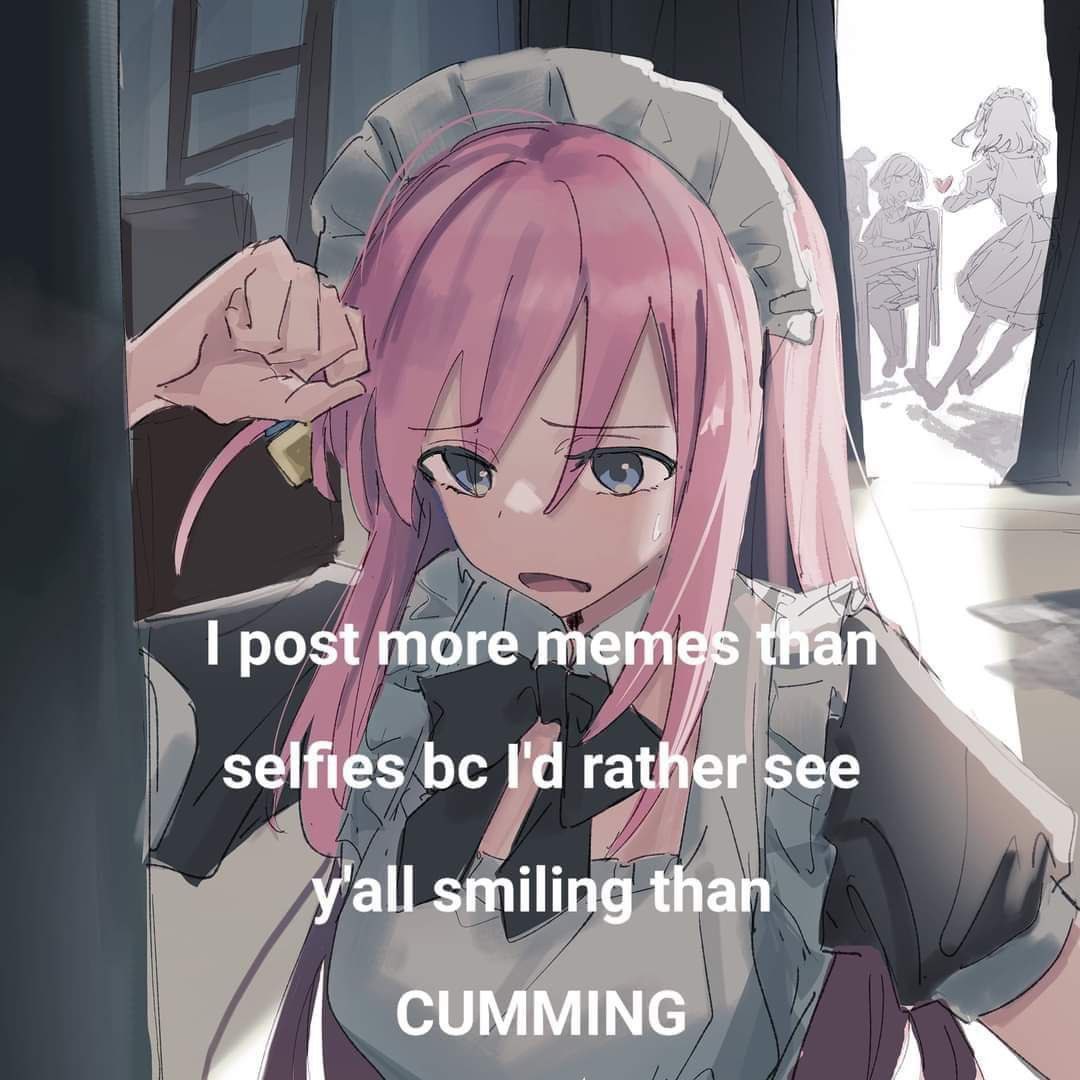 I post more memes than
selfies bc I'd rather see
y'all smiling than
CUMMING